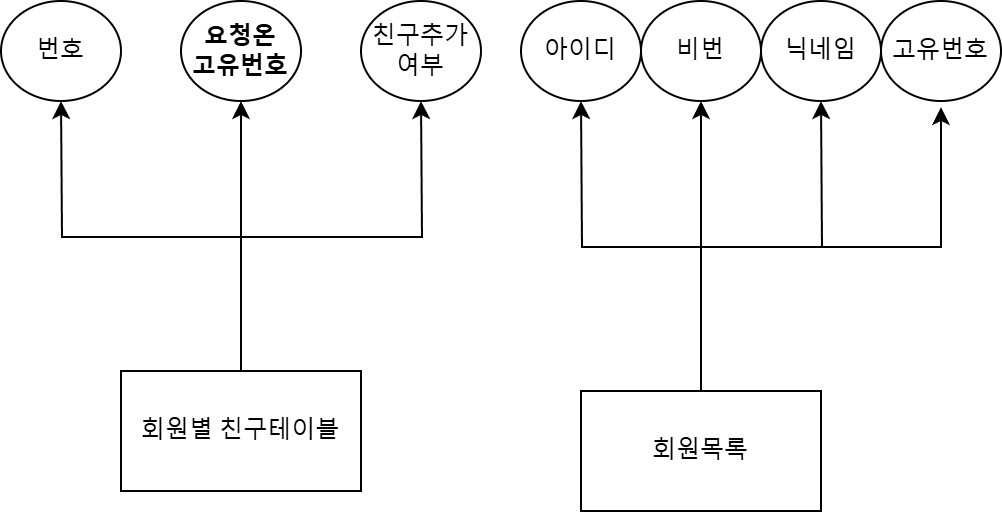 번호
요청온
고유번호
친구추가
여부
아이디
비번
닉네임
고유번호
회원별 친구테이블
회원목록